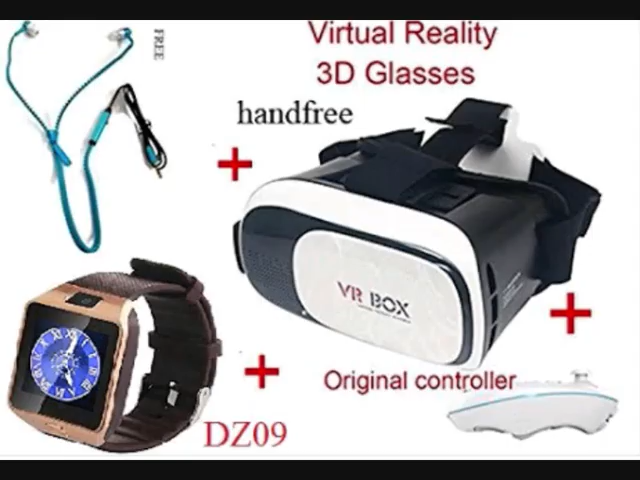 Virtual Reality
3D Glasses
FREE
handfree
VR BOX
Original controller
DZ09